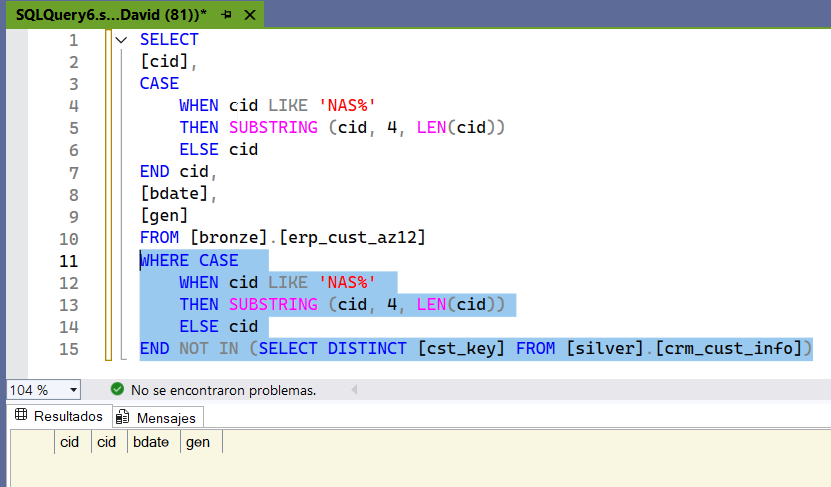 SQLQuery6.s...David (81))*
1 SELECT
2 [cid],
3 CASE
4 WHEN cid LIKE 'NAS%'
5 THEN SUBSTRING (cid, 4, LEN(cid))
6 ELSE cid
7 END cid,
8 [bdate],
9 [gen]
10 FROM [bronze].[erp_cust_az12]
11 WHERE CASE
12 WHEN cid LIKE 'NAS%'
13 THEN SUBSTRING (cid, 4, LEN(cid))
14 ELSE cid
15 END NOT IN (SELECT DISTINCT [cst_key] FROM [silver].[crm_cust_info])
104 % No se encontraron problemas.
Resultados Mensajes
cid cid bdate gen